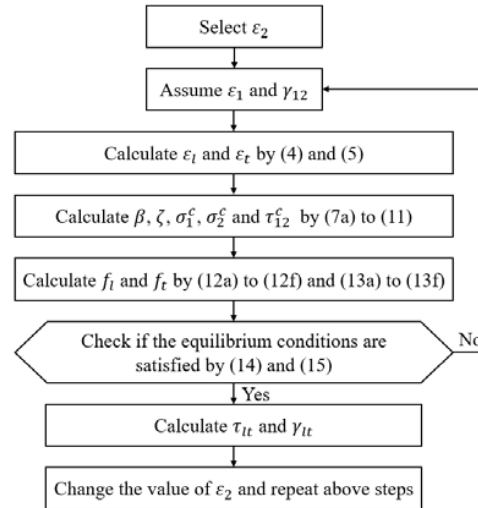 Select ε₂
Assume ε₁ and γ₁₂
Calculate εₗ and εₜ by (4) and (5)
Calculate β, ζ, σ₁ᶜ, σ₂ᶜ and τ₁₂ᶜ by (7a) to (11)
Calculate fₗ and fₜ by (12a) to (12f) and (13a) to (13f)
Check if the equilibrium conditions are
satisfied by (14) and (15)
No
Yes
Calculate τₗₜ and γₗₜ
Change the value of ε₂ and repeat above steps